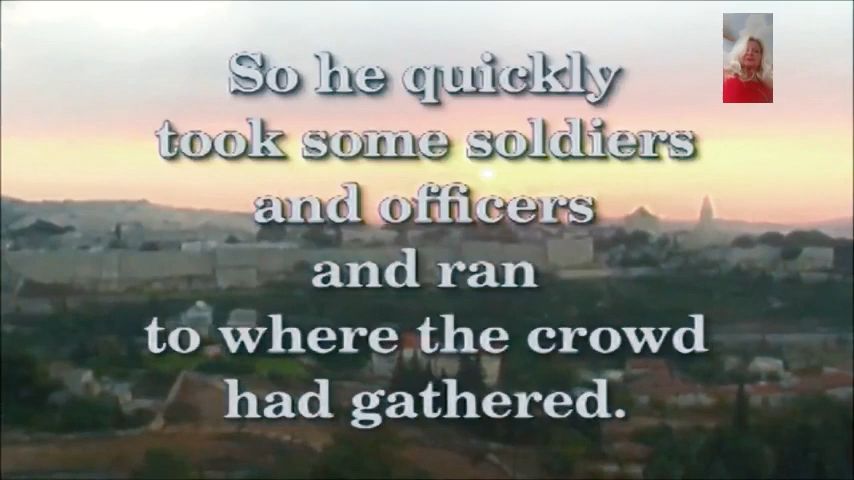 So he quickly
took some soldiers
and officers
and ran
to where the crowd
had gathered.